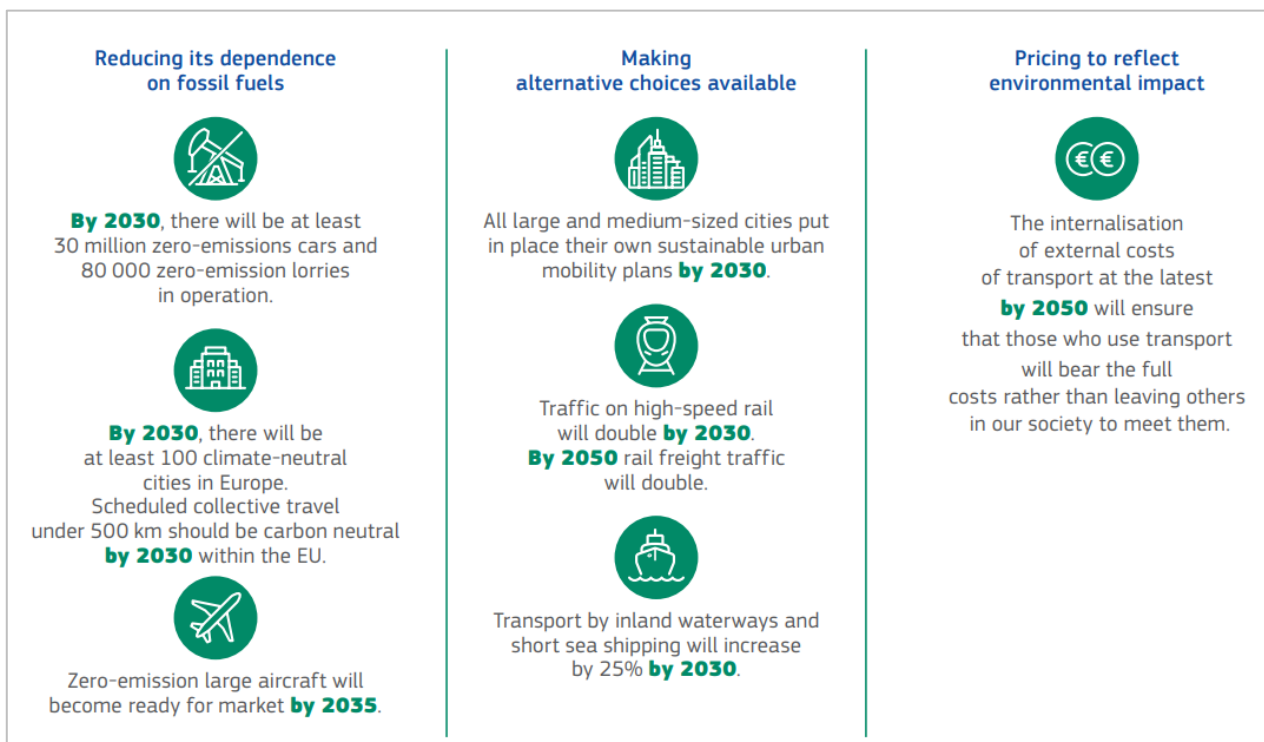 Reducing its dependence
on fossil fuels
By 2030, there will be at least
30 million zero-emissions cars and
80 000 zero-emission lorries
in operation.
By 2030, there will be
at least 100 climate-neutral
cities in Europe.
Scheduled collective travel
under 500 km should be carbon neutral
by 2030 within the EU.
Zero-emission large aircraft will
become ready for market by 2035.
Making
alternative choices available
All large and medium-sized cities put
in place their own sustainable urban
mobility plans by 2030.
Traffic on high-speed rail
will double by 2030.
By 2050 rail freight traffic
will double.
Transport by inland waterways and
short sea shipping will increase
by 25% by 2030.
Pricing to reflect
environmental impact
€ €
The internalisation
of external costs
of transport at the latest
by 2050 will ensure
that those who use transport
will bear the full
costs rather than leaving others
in our society to meet them.